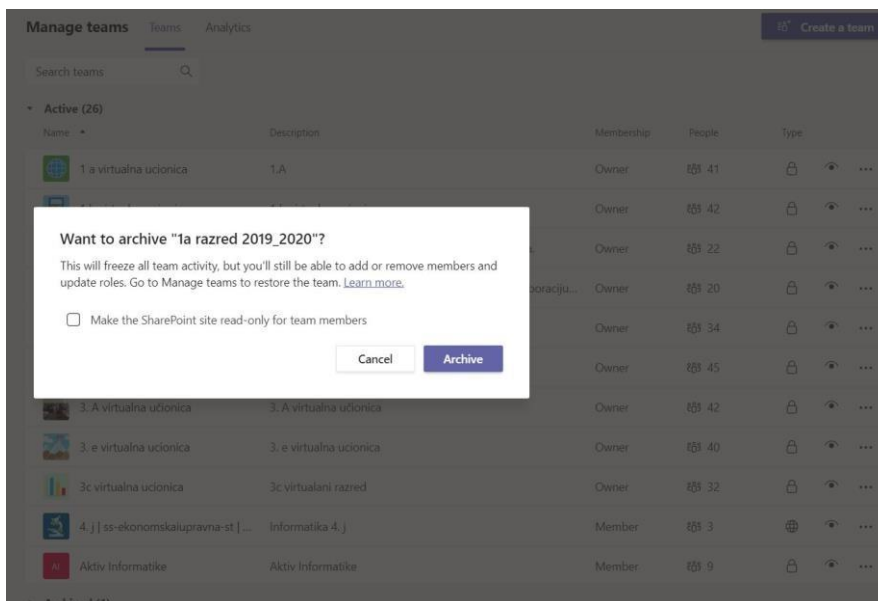 Manage teams Teams Analytics Create a team
Search teams
Active (26)
Name Description Membership People Type
1 a virtualna ucionica 1.A Owner 41
Owner 42
Want to archive "1a razred 2019_2020"?
This will freeze all team activity, but you'll still be able to add or remove members and
update roles. Go to Manage teams to restore the team. Learn more.
Owner 22
Owner 20
Make the SharePoint site read-only for team members
Owner 34
Cancel Archive
Owner 45
3. A virtualna učionica 3. A virtualna učionica Owner 42
3. e virtualna ucionica 3. e virtualna ucionica Owner 40
3c virtualna ucionica 3c virtualani razred Owner 32
4. j | ss-ekonomskaiupravna-st | ... Informatika 4. j Member 3
AI Aktiv Informatike Aktiv Informatike Member 9